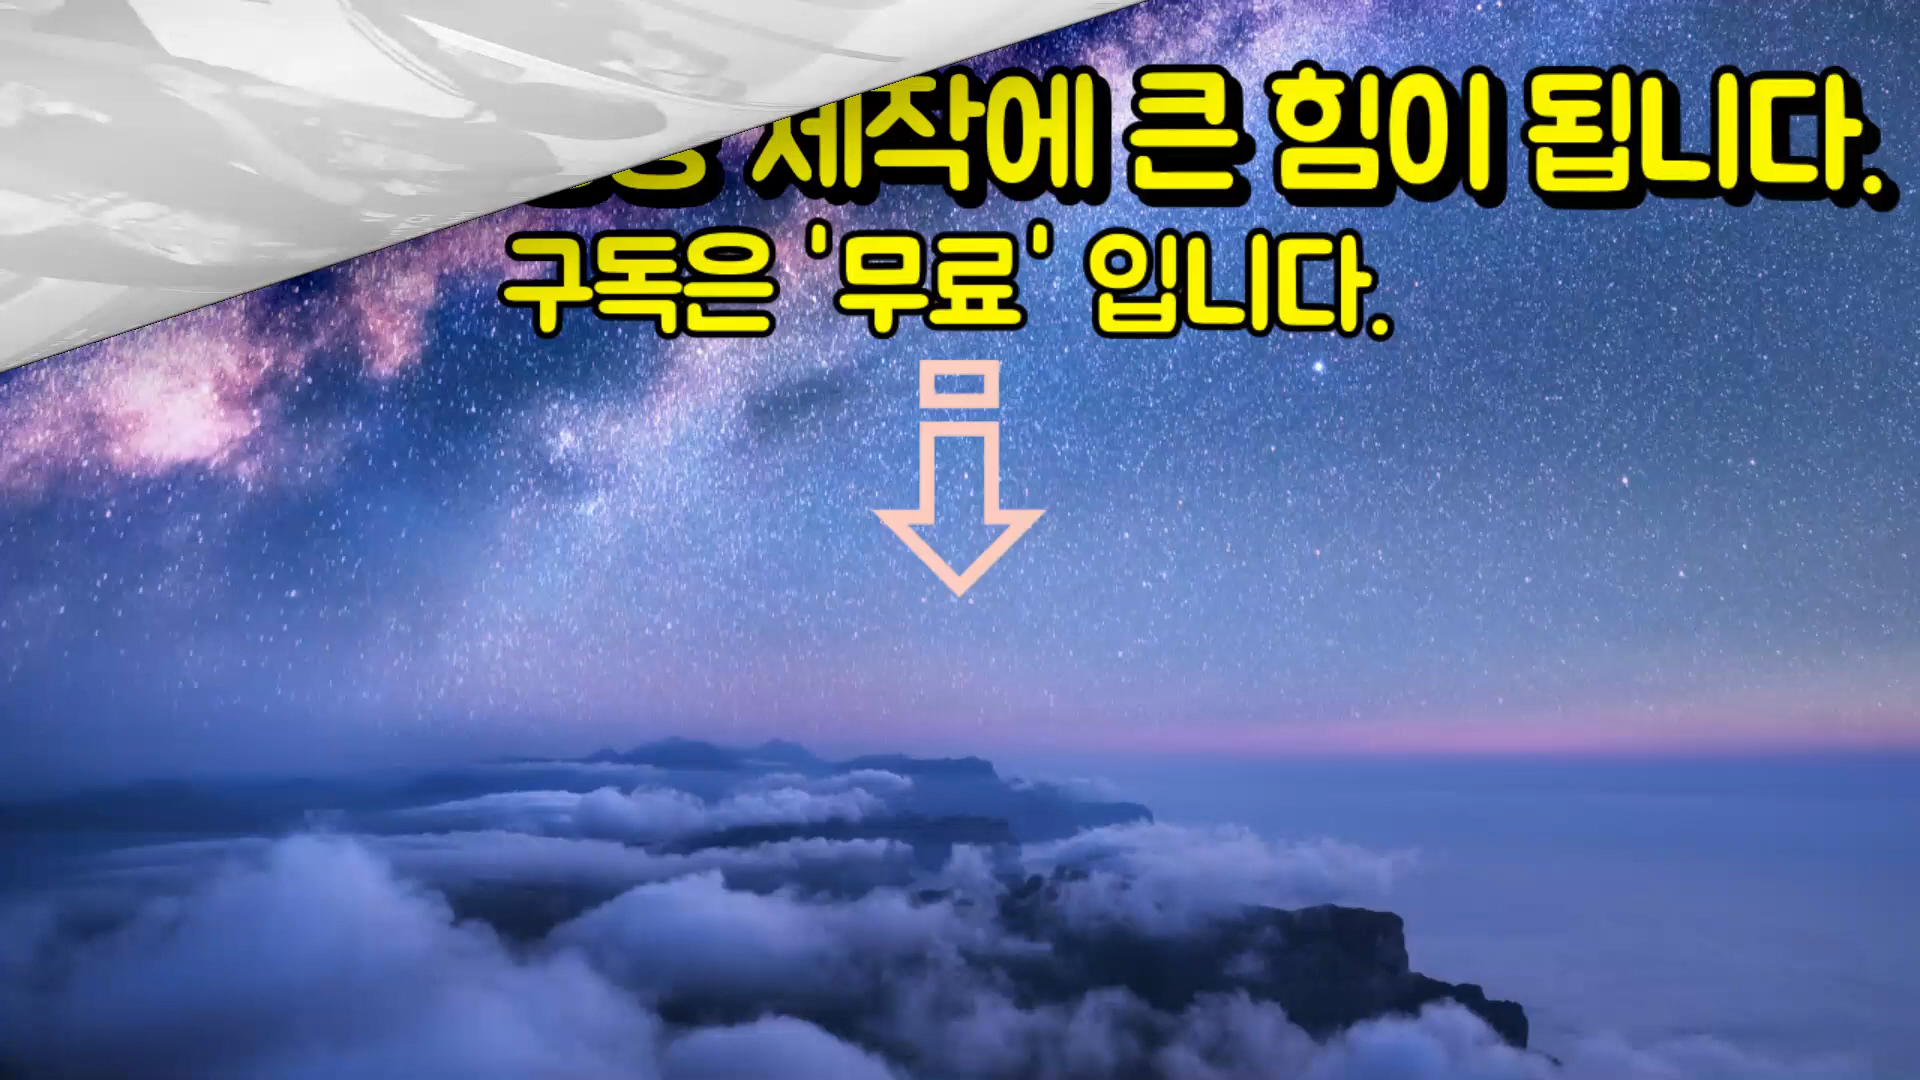 제작에 큰 힘이 됩니다.
구독은 '무료' 입니다.